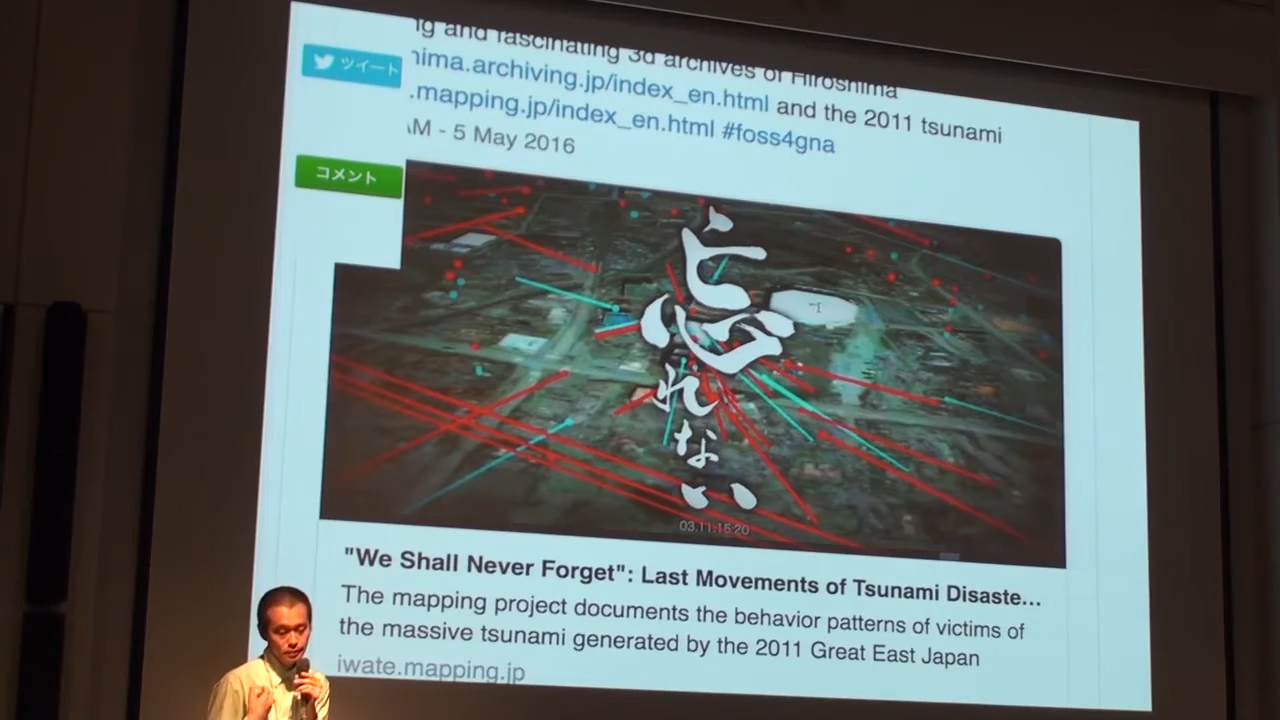 ng and fascinating 3d archives of Hiroshima
ツイート
hima.archiving.jp/index_en.html and the 2011 tsunami
.mapping.jp/index_en.html #foss4gna
AM - 5 May 2016
コメント
忘れない
03.11.15:20
"We Shall Never Forget": Last Movements of Tsunami Disaste...
The mapping project documents the behavior patterns of victims of
the massive tsunami generated by the 2011 Great East Japan
iwate.mapping.jp